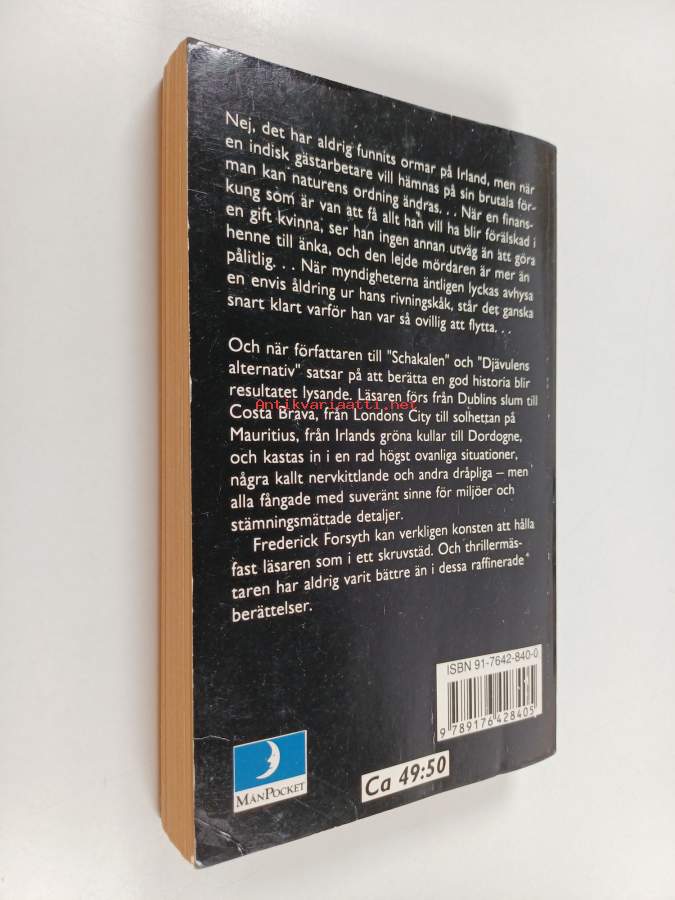 Nej, det har aldrig funnits ormar på Irland, men när
en indisk gästarbetare vill hämnas på sin brutala för-
man kan naturens ordning ändras. . . När en finans-
kung som är van att få allt han vill ha blir förälskad i
en gift kvinna, ser han ingen annan utväg än att göra
henne till änka, och den lejde mördaren är mer än
pålitlig. . . När myndigheterna äntligen lyckas avhysa
en envis åldring ur hans rivningskåk, står det ganska
snart klart varför han var så ovillig att flytta. . .
Och när författaren till "Schakalen" och "Djävulens
alternativ" satsar på att berätta en god historia blir
resultatet lysande. Läsaren förs från Dublins slum till
Costa Brava, från Londons City till solhettan på
Mauritius, från Irlands gröna kullar till Dordogne,
och kastas in i en rad högst ovanliga situationer,
några kallt nervkittlande och andra dråpliga – men
alla fångade med suveränt sinne för miljöer och
stämningsmättade detaljer.
Frederick Forsyth kan verkligen konsten att hålla
fast läsaren som i ett skruvstäd. Och thrillermäs-
taren har aldrig varit bättre än i dessa raffinerade
berättelser.
Antikvariaatti.net
ISBN 91-7642-840-0
9 789176 428405
MÅNPOCKET
Ca 49:50